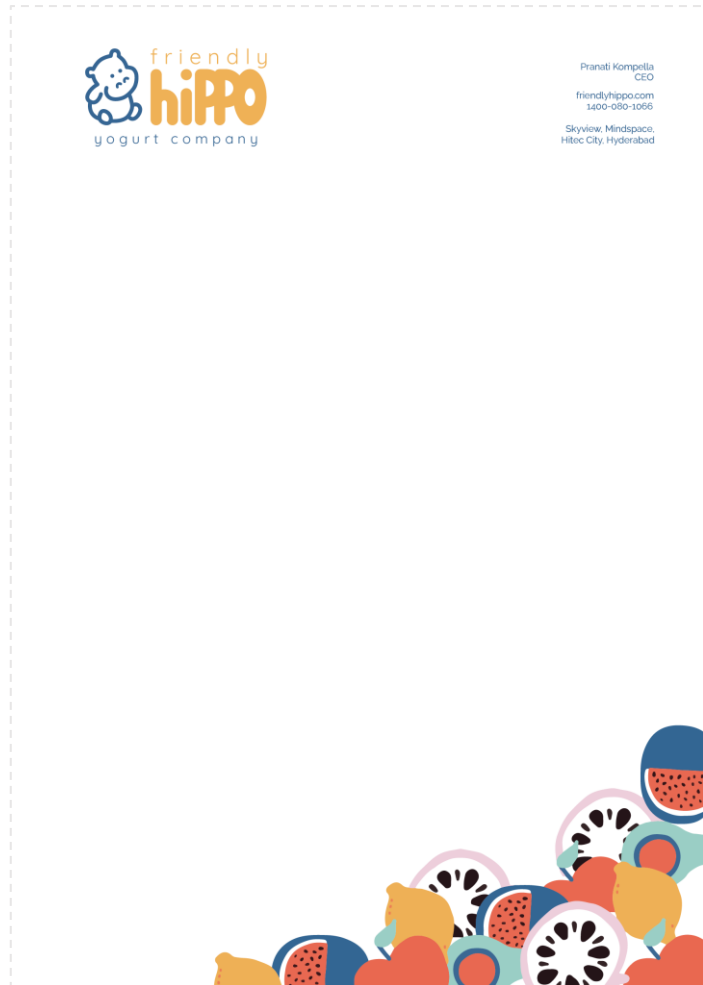 friendly
hiPPO
yogurt company
Pranati Kompella
CEO
friendlyhippo.com
1400-080-1066
Skyview, Mindspace,
Hitec City, Hyderabad